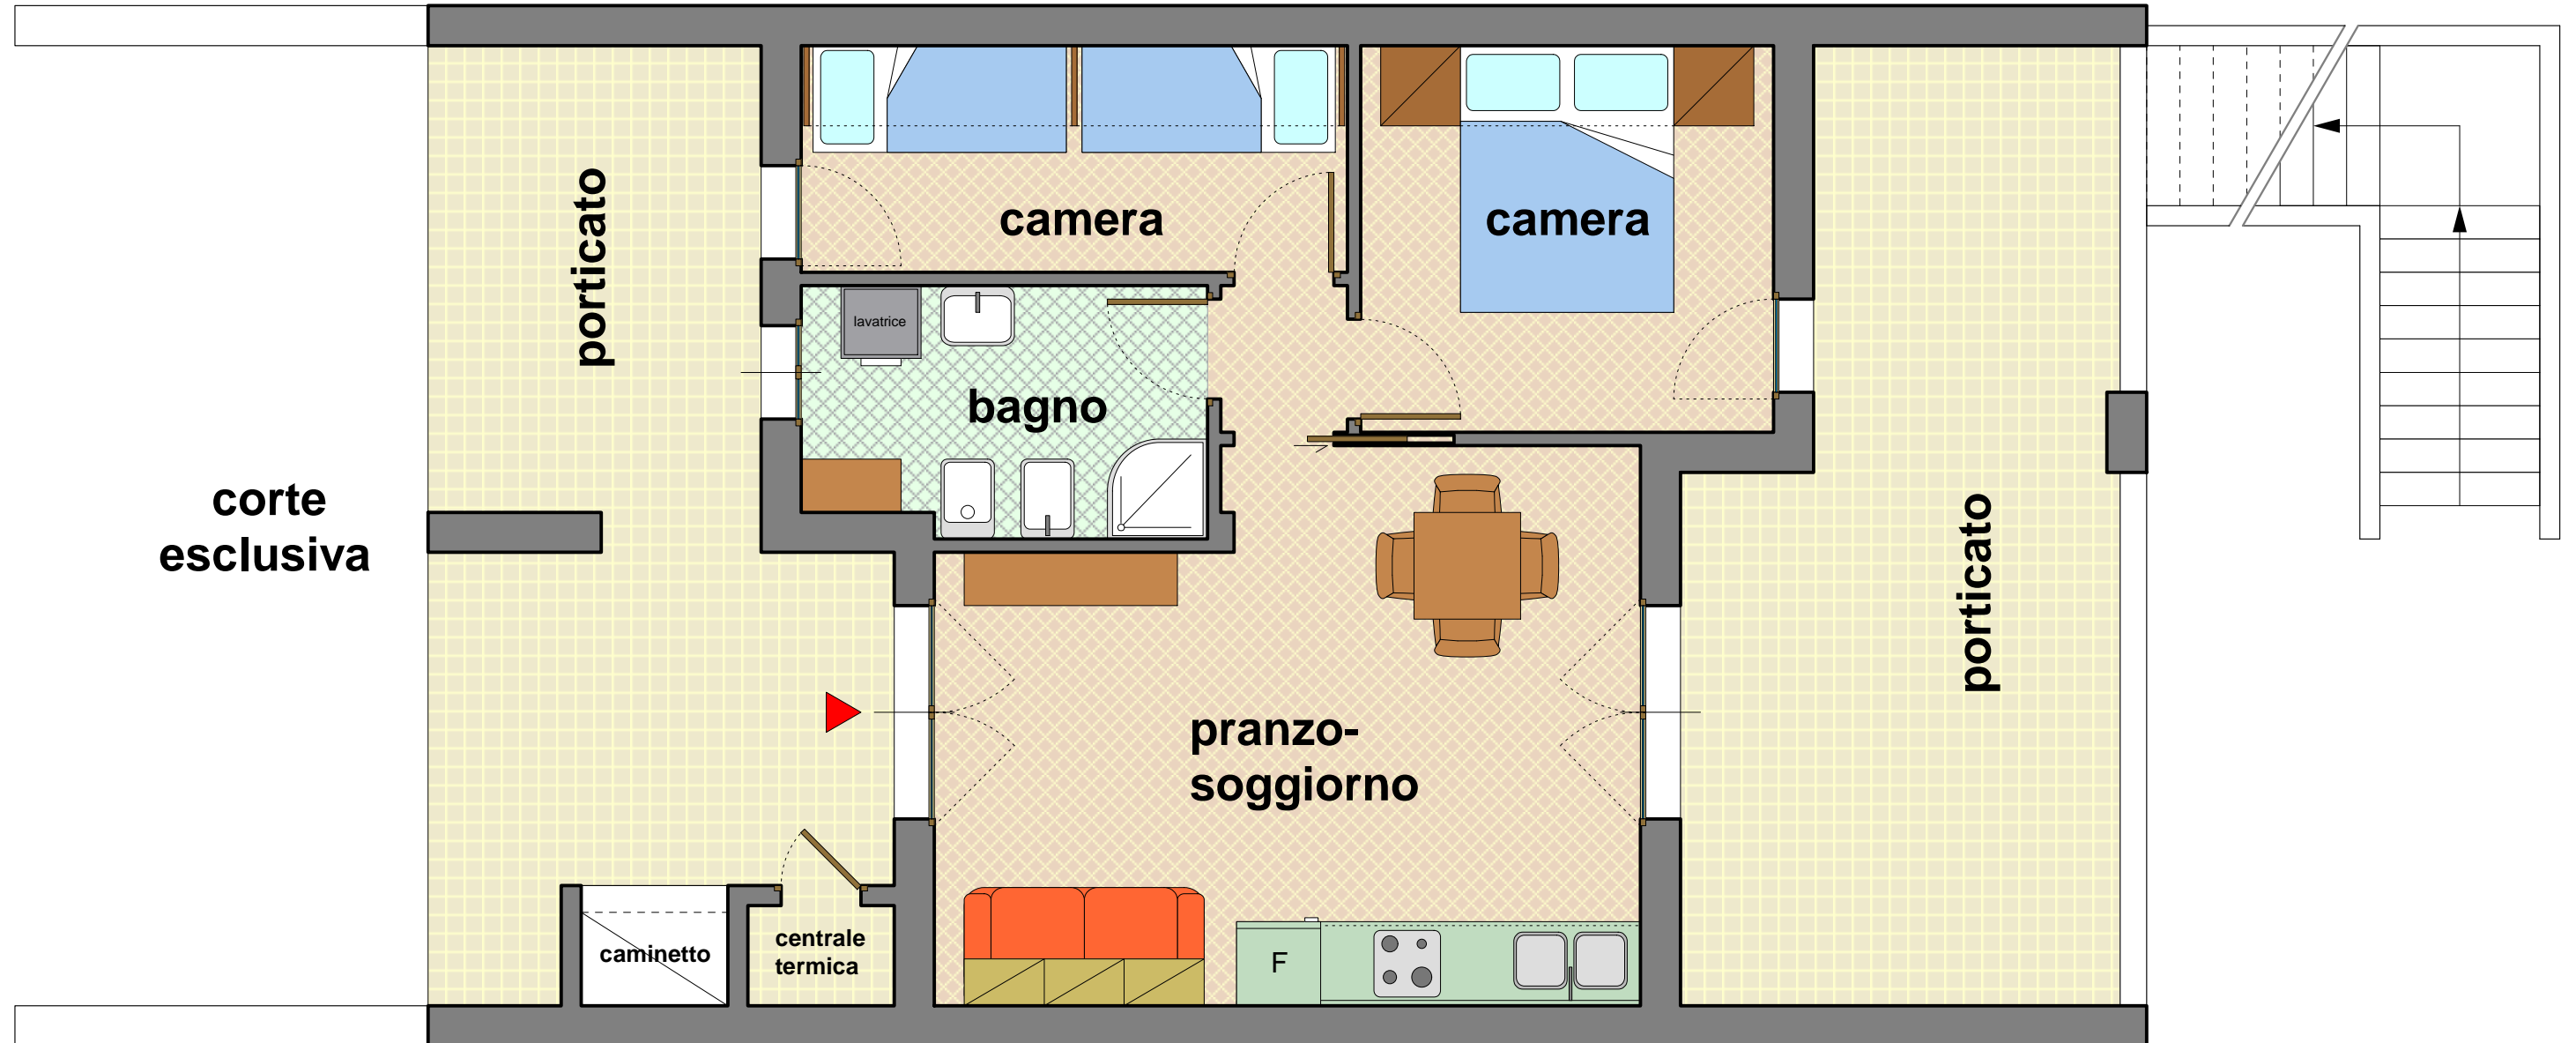 porticato
camera
camera
lavatrice
bagno
corte
esclusiva
porticato
pranzo-
soggiorno
caminetto
centrale
termica
F